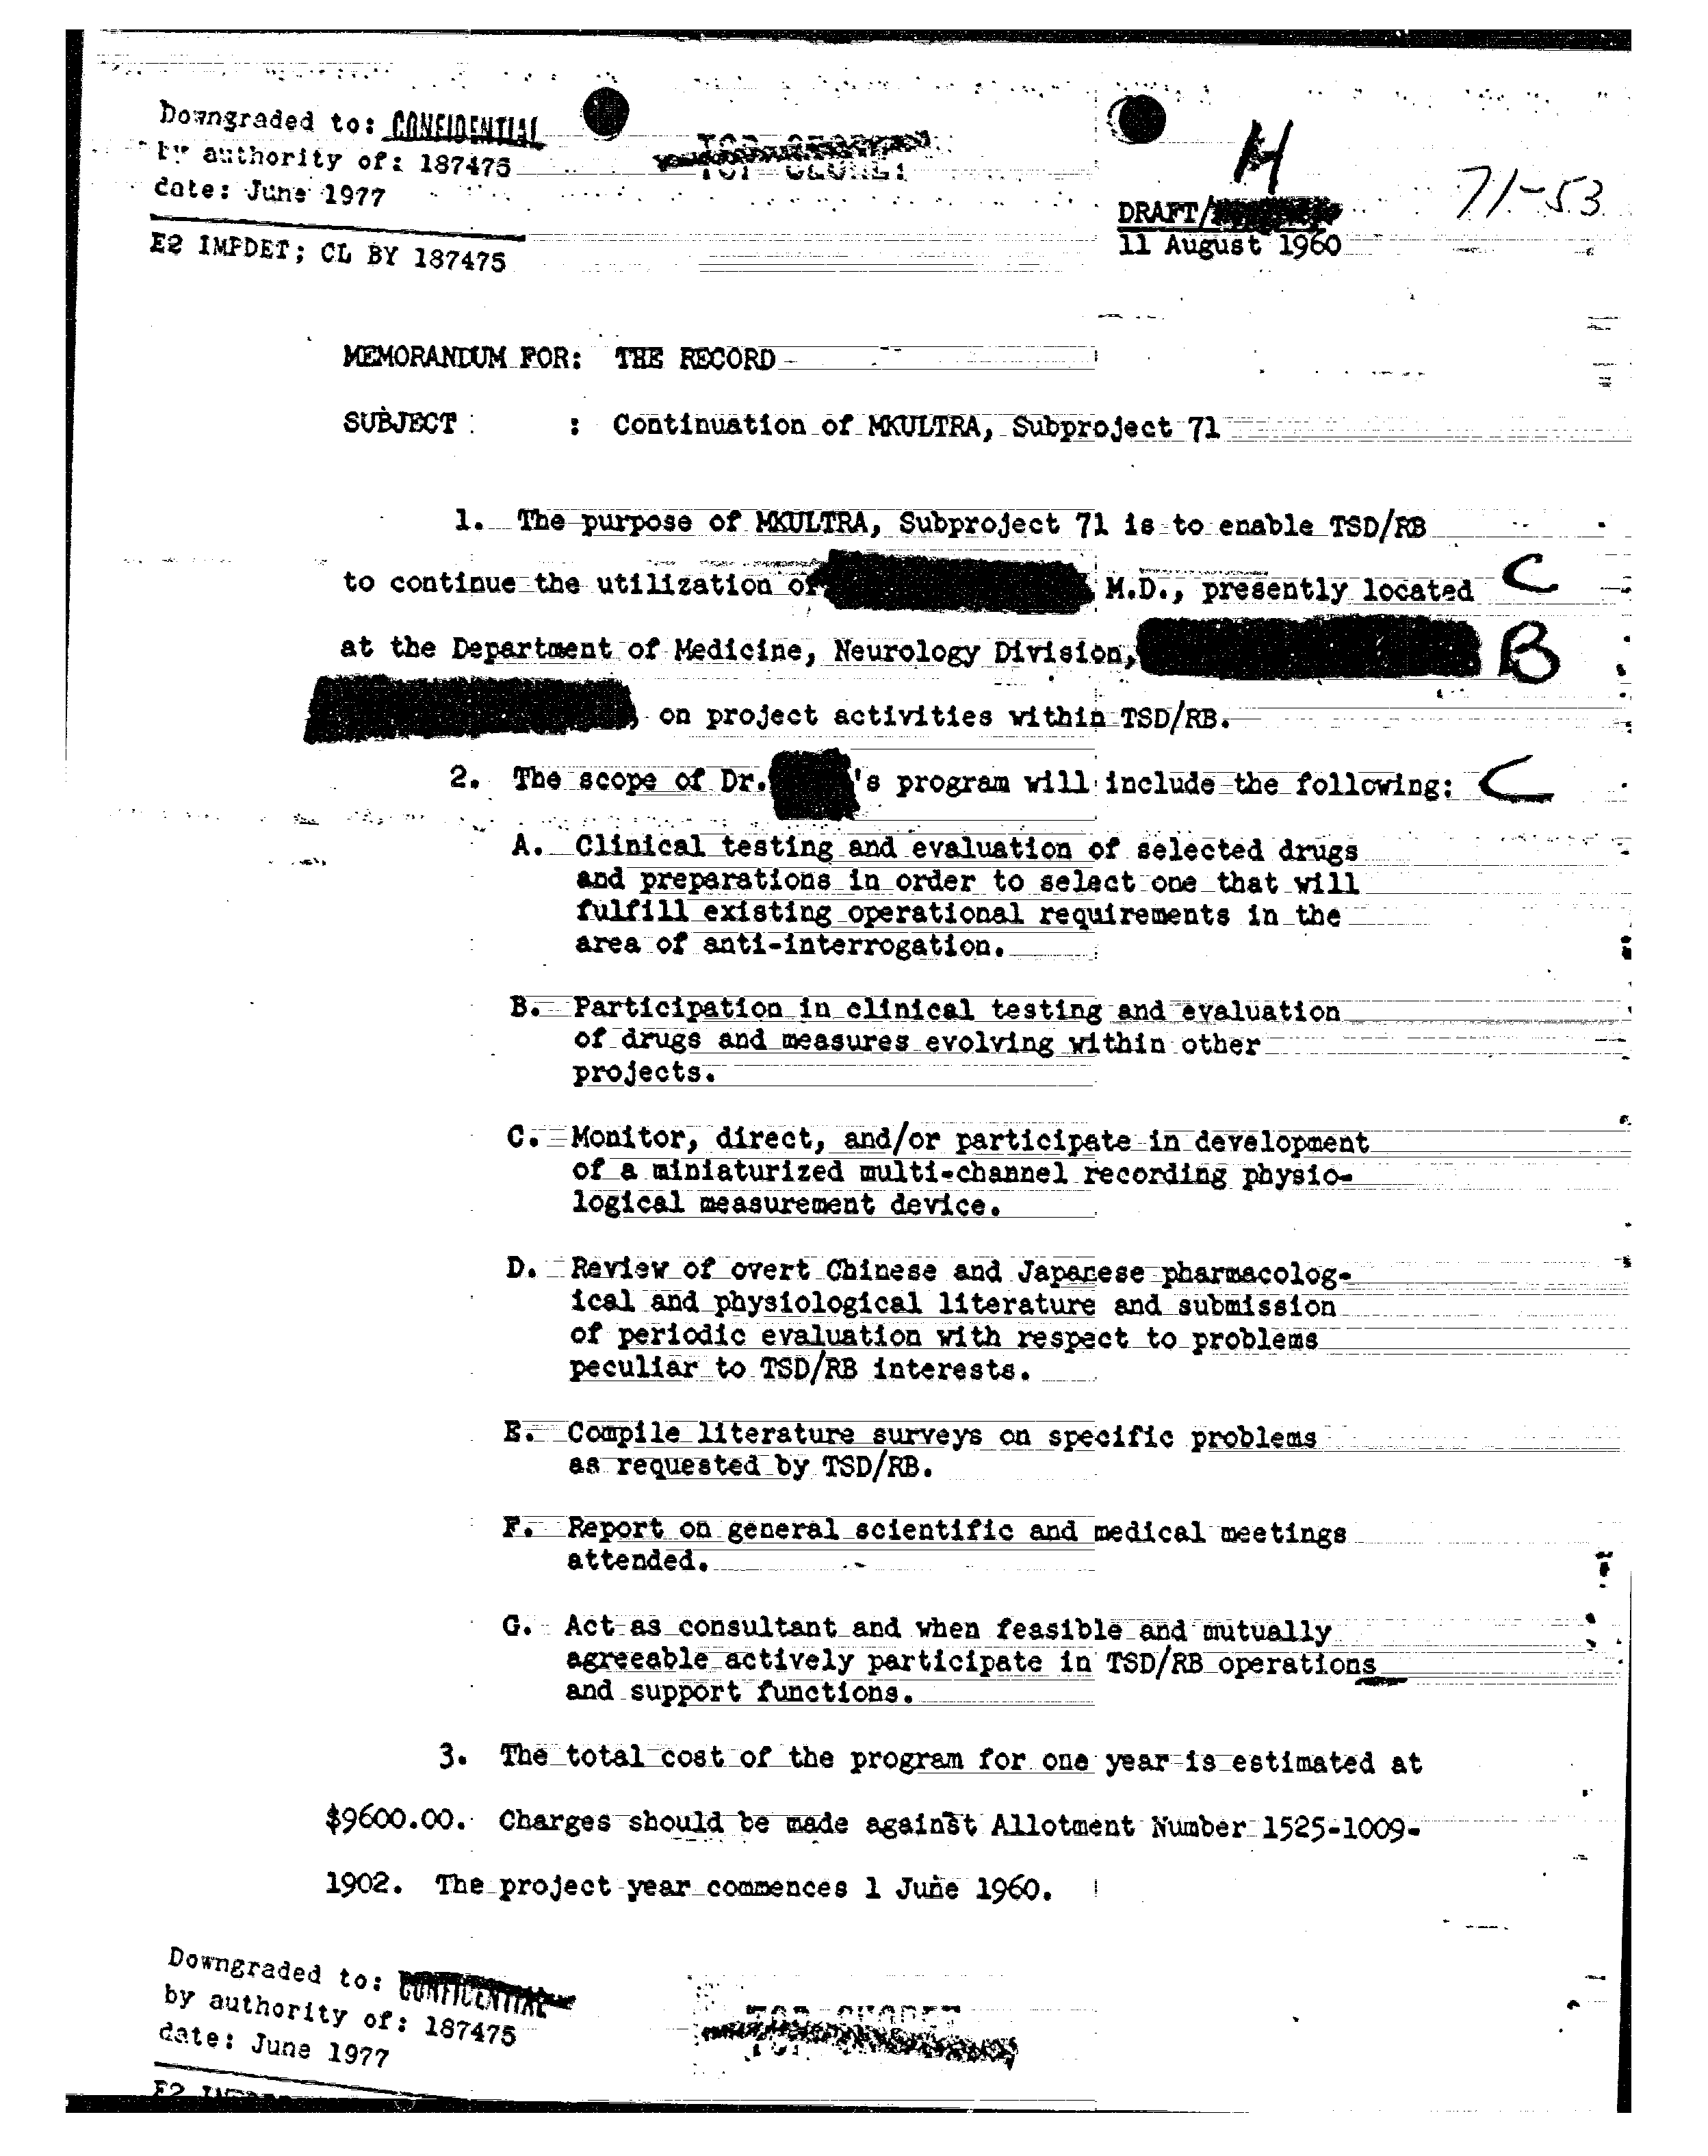 Downgraded to: CONFIDENTIAL
by authority of: 187475
date: June 1977
E2 IMPDET; CL BY 187475
TOP SECRET
H
71-53
DRAFT/
11 August 1960
MEMORANDUM FOR: THE RECORD
SUBJECT : Continuation of MKULTRA, Subproject 71
1. The purpose of MKULTRA, Subproject 71 is to enable TSD/RB
to continue the utilization of M.D., presently located C
at the Department of Medicine, Neurology Division, B
, on project activities within TSD/RB.
2. The scope of Dr. 's program will include the following: C
A. Clinical testing and evaluation of selected drugs
and preparations in order to select one that will
fulfill existing operational requirements in the
area of anti-interrogation.
B. Participation in clinical testing and evaluation
of drugs and measures evolving within other
projects.
C. Monitor, direct, and/or participate in development
of a miniaturized multi-channel recording physio-
logical measurement device.
D. Review of overt Chinese and Japanese pharmacolog-
ical and physiological literature and submission
of periodic evaluation with respect to problems
peculiar to TSD/RB interests.
E. Compile literature surveys on specific problems
as requested by TSD/RB.
F. Report on general scientific and medical meetings
attended.
G. Act as consultant and when feasible and mutually
agreeable actively participate in TSD/RB operations
and support functions.
3. The total cost of the program for one year is estimated at
$9600.00. Charges should be made against Allotment Number 1525-1009-
1902. The project year commences 1 June 1960.
Downgraded to: CONFIDENTIAL
by authority of: 187475
date: June 1977
E2
TOP SECRET